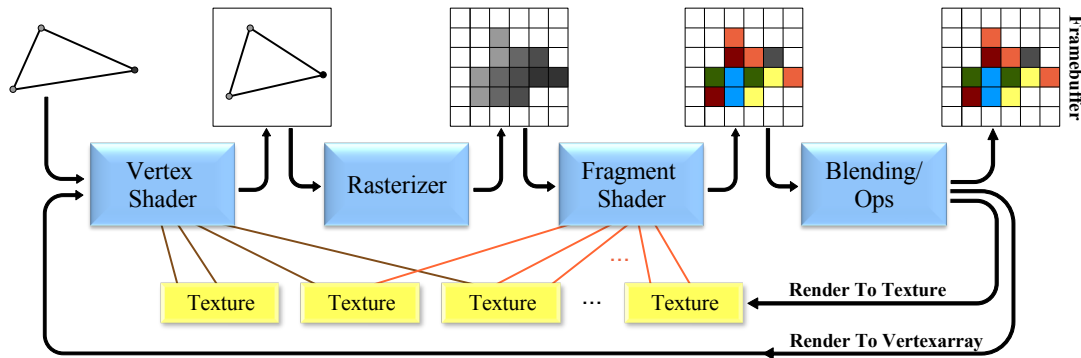 Framebuffer
Vertex
Shader
Rasterizer
Fragment
Shader
Blending/
Ops
...
Texture
Texture
Texture
...
Texture
Render To Texture
Render To Vertexarray